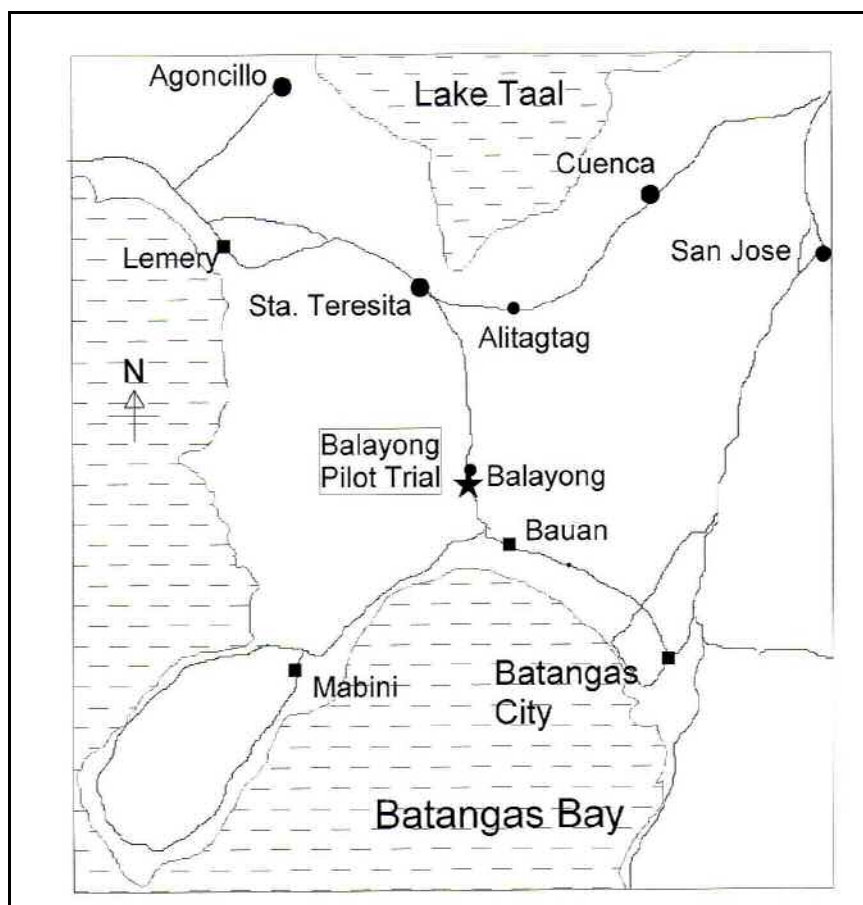 Agoncillo
Lake Taal
Cuenca
Lemery
San Jose
Sta. Teresita
Alitagtag
N
Balayong
Pilot Trial
Balayong
Bauan
Mabini
Batangas
City
Batangas Bay